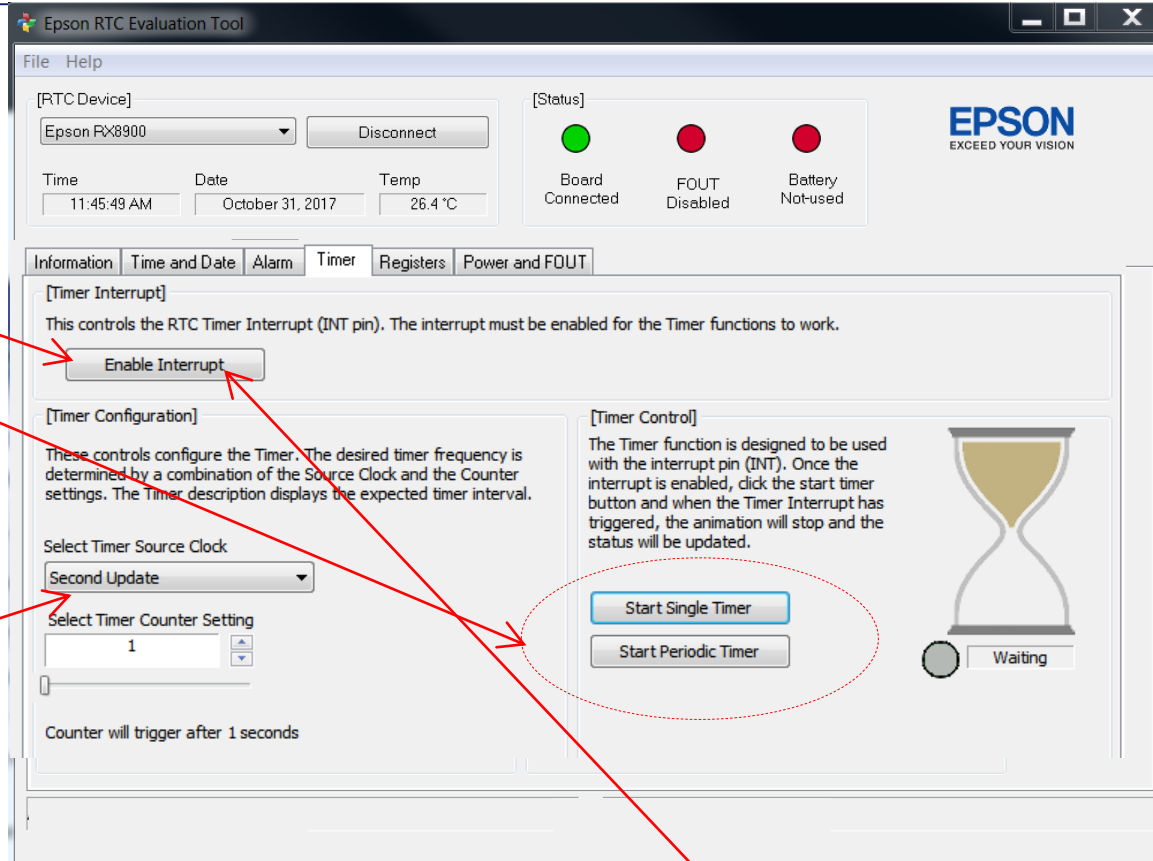 Epson RTC Evaluation Tool
File Help
[RTC Device]
[Status]
Epson RX8900
Disconnect
EPSON
EXCEED YOUR VISION
Time Date Temp
11:45:49 AM October 31, 2017 26.4 °C
Board
Connected
FOUT
Disabled
Battery
Not-used
Information Time and Date Alarm Timer Registers Power and FOUT
[Timer Interrupt]
This controls the RTC Timer Interrupt (INT pin). The interrupt must be enabled for the Timer functions to work.
Enable Interrupt
[Timer Configuration]
These controls configure the Timer. The desired timer frequency is
determined by a combination of the Source Clock and the Counter
settings. The Timer description displays the expected timer interval.
Select Timer Source Clock
Second Update
Select Timer Counter Setting
1
Counter will trigger after 1 seconds
[Timer Control]
The Timer function is designed to be used
with the interrupt pin (INT). Once the
interrupt is enabled, click the start timer
button and when the Timer Interrupt has
triggered, the animation will stop and the
status will be updated.
Start Single Timer
Start Periodic Timer
Waiting